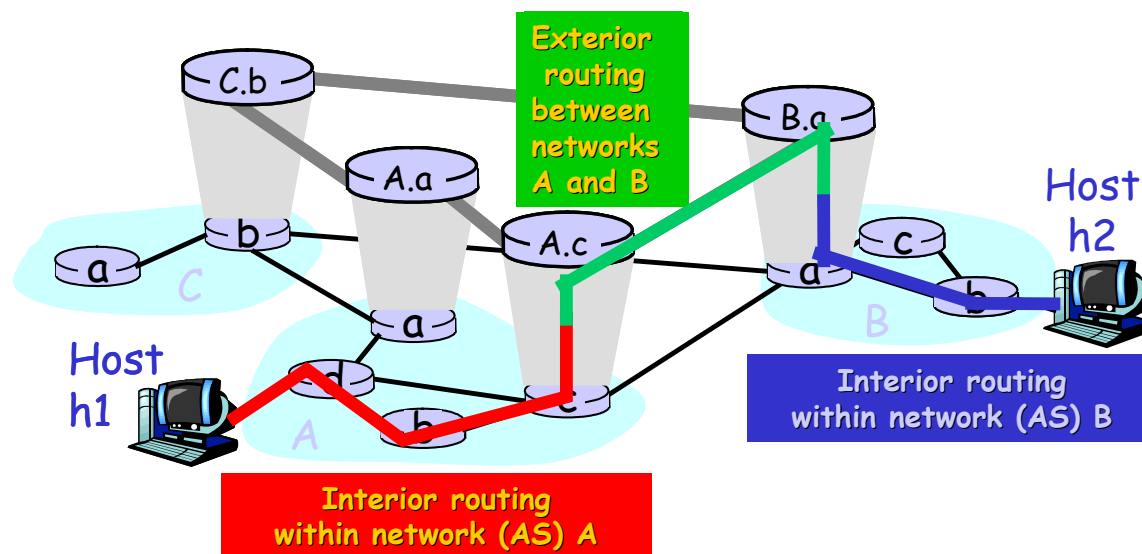 Exterior
routing
between
networks
A and B
C.b
B.a
A.a
Host
h2
A.c
b
c
a
a
C
a
b
B
Host
h1
d
c
A
b
Interior routing
within network (AS) B
Interior routing
within network (AS) A